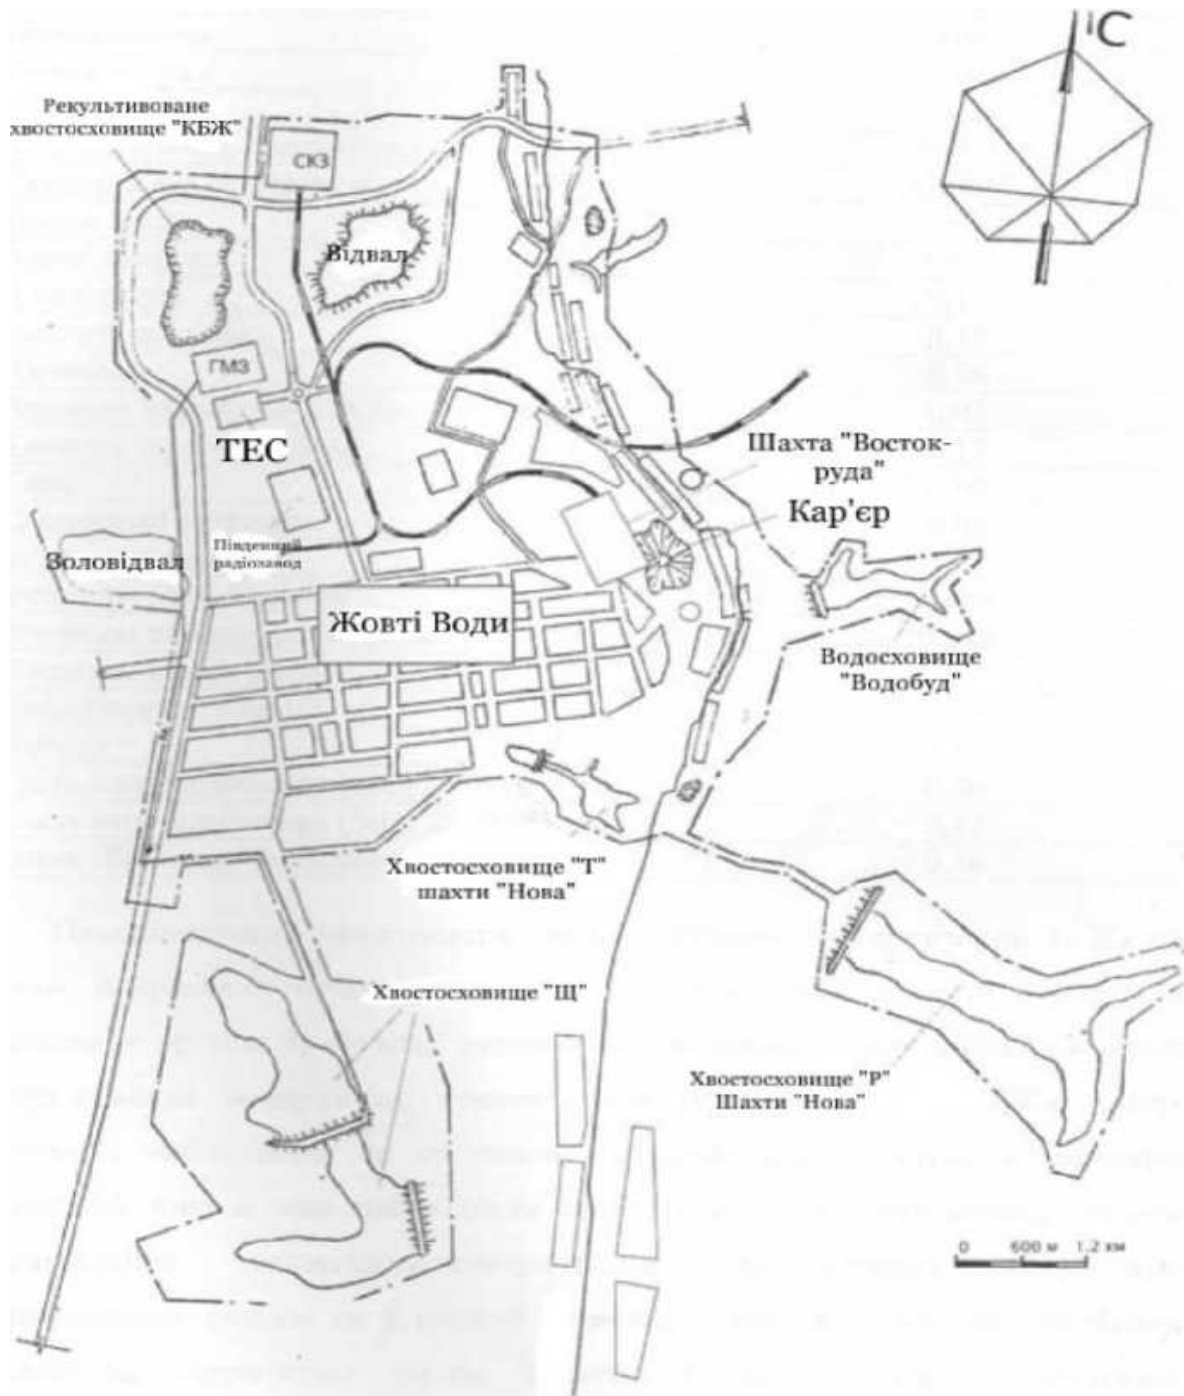 С
Рекультивоване
хвостосховище "КБЖ"
СКЗ
Відвал
ГМЗ
ТЕС
Шахта "Восток-
руда"
Кар'єр
Золовідвал
Південний
радіозавод
Жовті Води
Водосховище
"Водобуд"
Хвостосховище "Т"
шахти "Нова"
Хвостосховище "Щ"
Хвостосховище "Р"
Шахти "Нова"
0 600 м 1.2 км